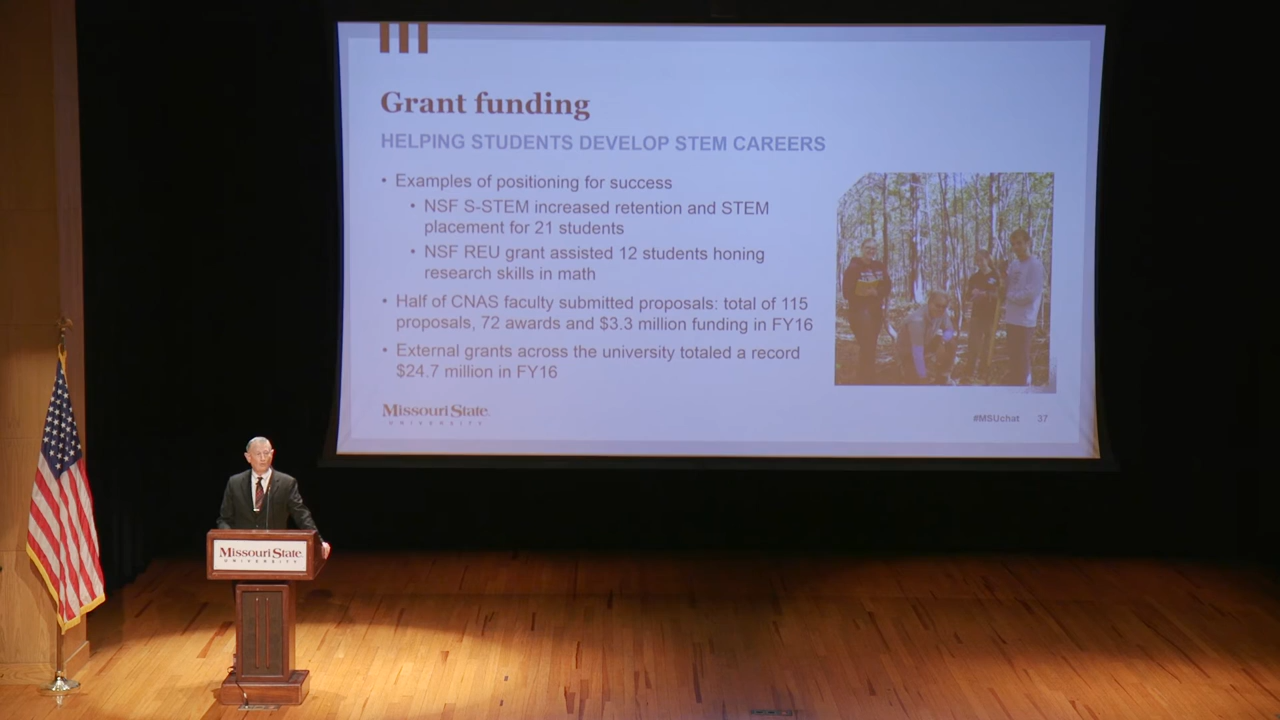 Grant funding
HELPING STUDENTS DEVELOP STEM CAREERS
• Examples of positioning for success
• NSF S-STEM increased retention and STEM
placement for 21 students
• NSF REU grant assisted 12 students honing
research skills in math
• Half of CNAS faculty submitted proposals: total of 115
proposals, 72 awards and $3.3 million funding in FY16
• External grants across the university totaled a record
$24.7 million in FY16
Missouri State
UNIVERSITY
#MSUchat 37
Missouri State
UNIVERSITY